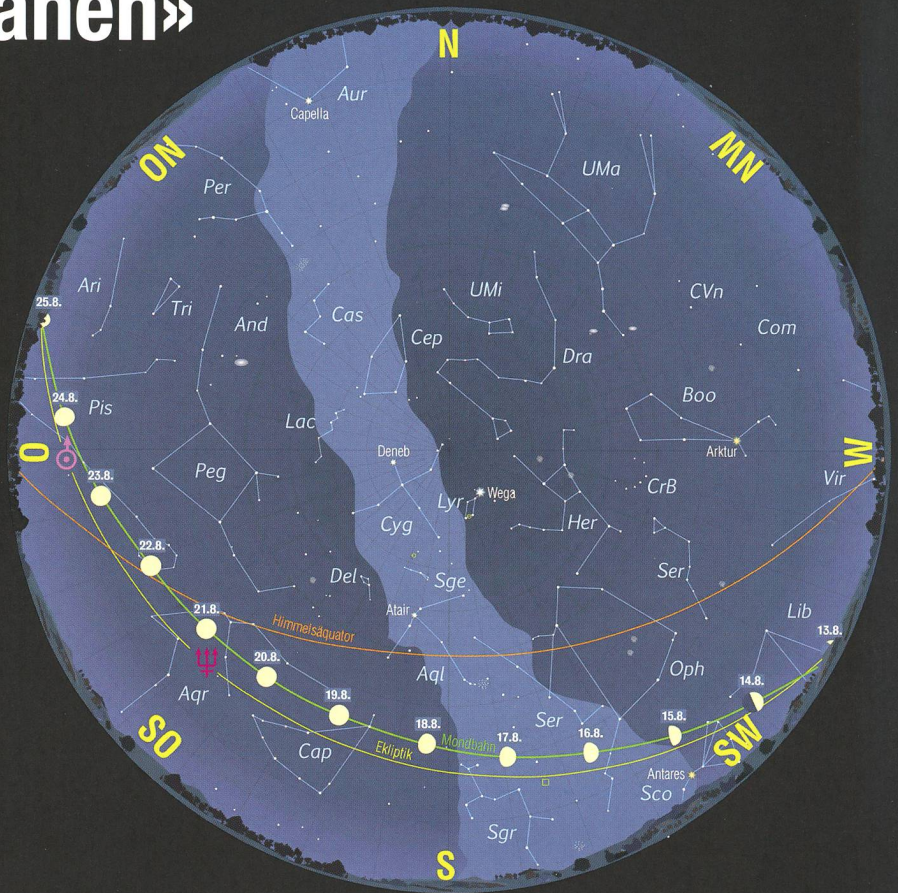 anen»
N
Aur
Capella
NO
NW
Per
UMa
Ari
25.8.
Tri
And
Cas
UMi
CVn
Cep
Com
Dra
24.8.
Pis
Boo
Lac
O
Deneb
Arktur
W
23.8.
Peg
Lyr
Wega
CrB
Vir
Cyg
Her
22.8.
Del
Sge
Ser
21.8.
Atair
Himmelsäquator
Lib
13.8.
20.8.
Aql
Oph
Aqr
14.8.
19.8.
18.8.
Ser
15.8.
SO
17.8.
16.8.
SW
Cap
Ekliptik
Mondbahn
Antares
Sco
Sgr
S